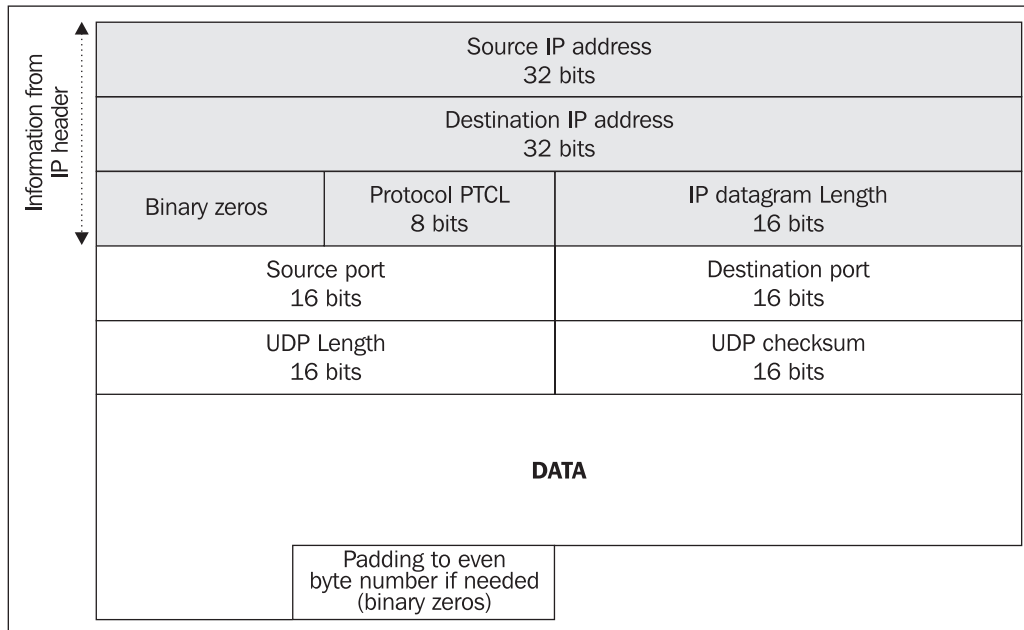 Information from
IP header
Source IP address
32 bits
Destination IP address
32 bits
Binary zeros
Protocol PTCL
8 bits
IP datagram Length
16 bits
Source port
16 bits
Destination port
16 bits
UDP Length
16 bits
UDP checksum
16 bits
DATA
Padding to even
byte number if needed
(binary zeros)